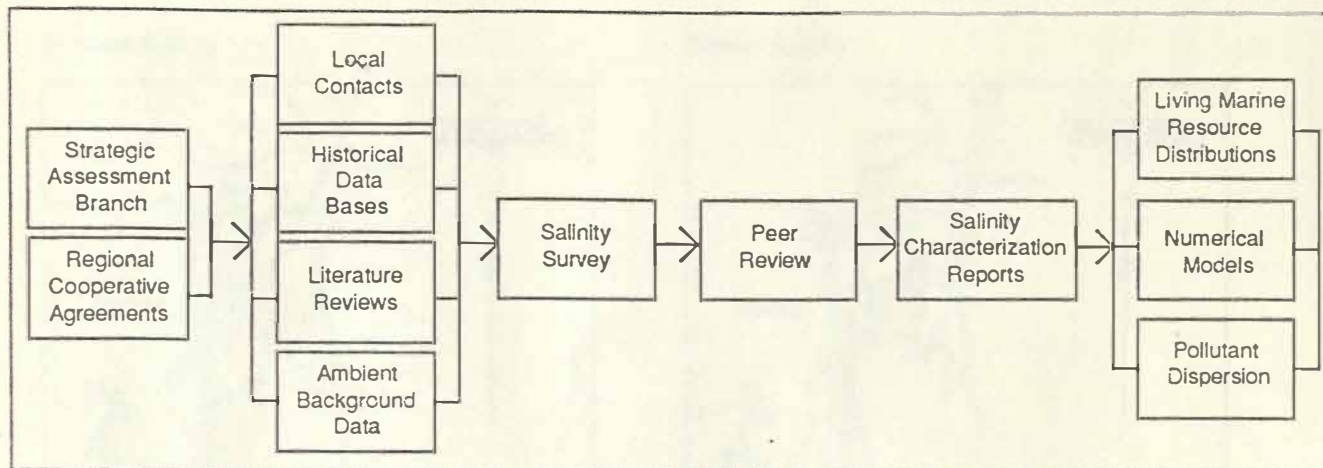 Strategic
Assessment
Branch
Regional
Cooperative
Agreements
Local
Contacts
Historical
Data
Bases
Literature
Reviews
Ambient
Background
Data
Salinity
Survey
Peer
Review
Salinity
Characterization
Reports
Living Marine
Resource
Distributions
Numerical
Models
Pollutant
Dispersion